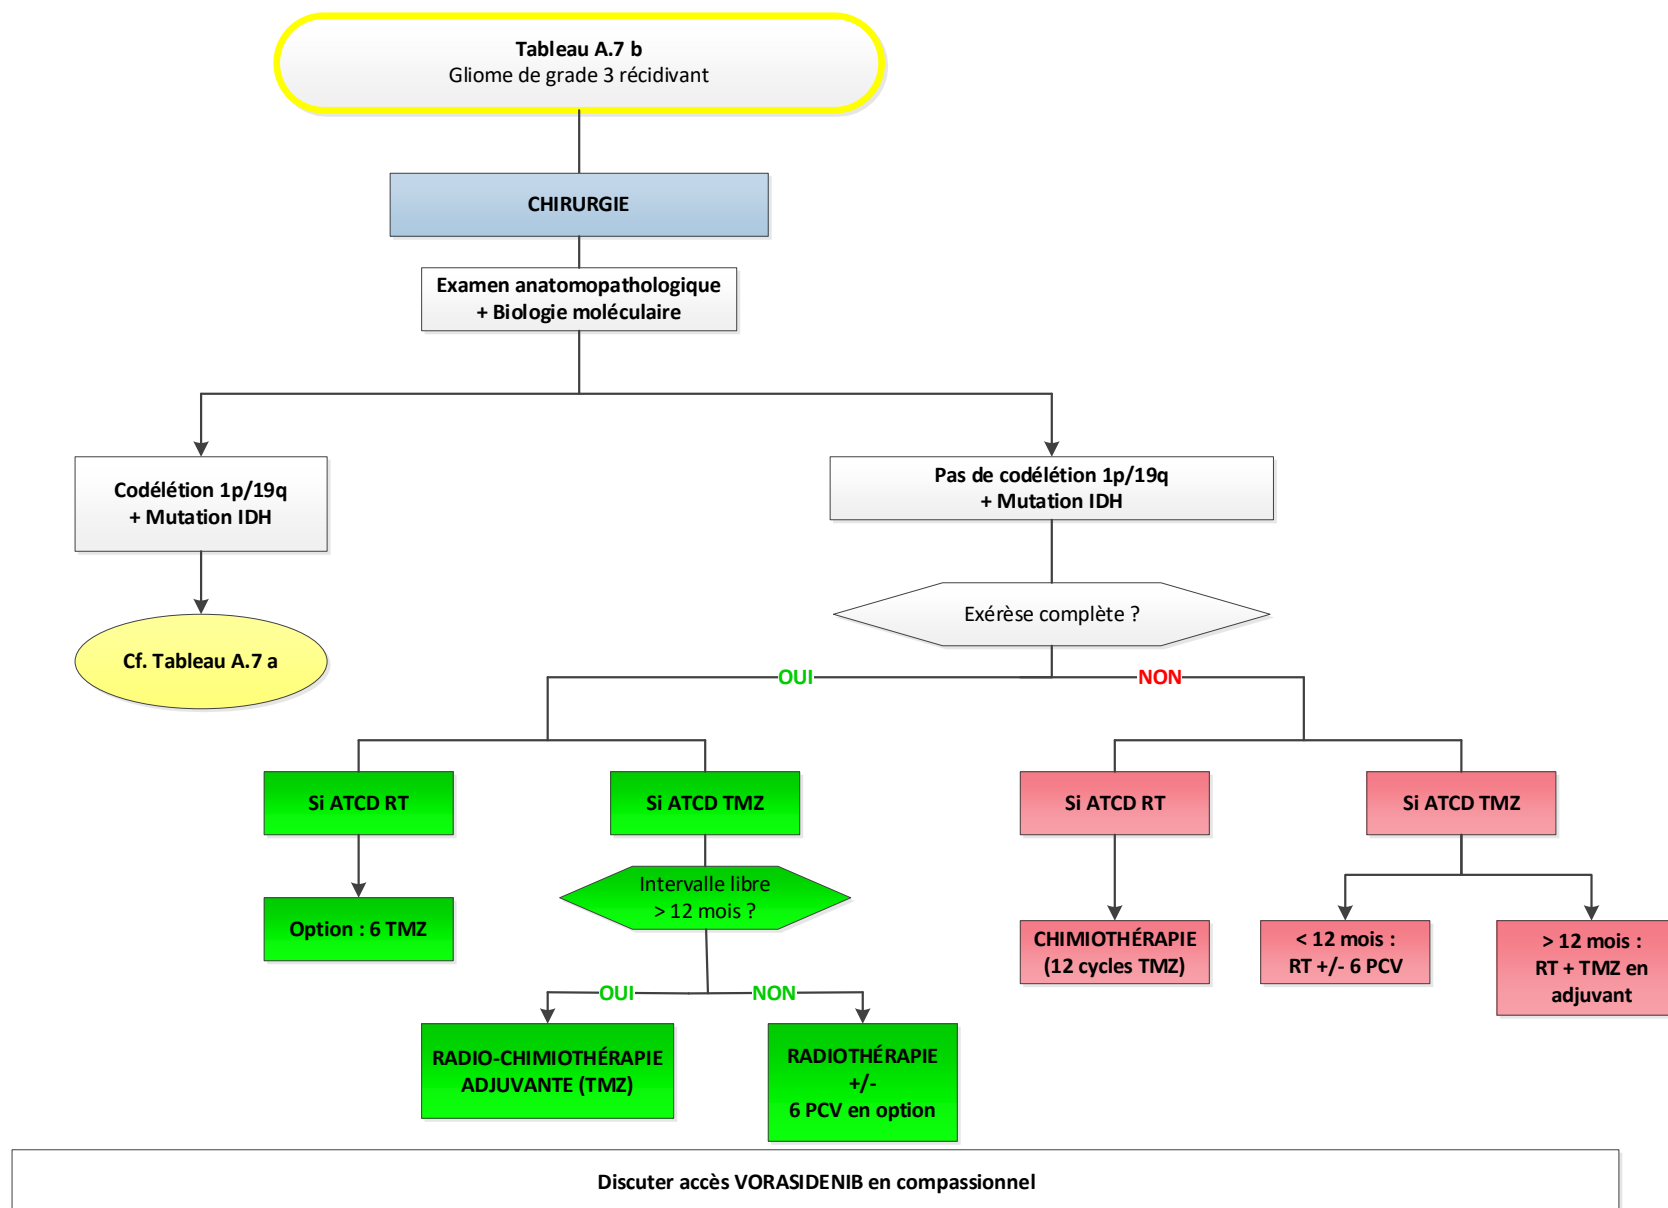 Tableau A.7 b
Gliome de grade 3 récidivant
CHIRURGIE
Examen anatomopathologique
+ Biologie moléculaire
Codélétion 1p/19q
+ Mutation IDH
Pas de codélétion 1p/19q
+ Mutation IDH
Cf. Tableau A.7 a
Exérèse complète ?
OUI
NON
Si ATCD RT
Si ATCD TMZ
Si ATCD RT
Si ATCD TMZ
Option : 6 TMZ
Intervalle libre
> 12 mois ?
CHIMIOTHÉRAPIE
(12 cycles TMZ)
< 12 mois :
RT +/- 6 PCV
> 12 mois :
RT + TMZ en
adjuvant
OUI
NON
RADIO-CHIMIOTHÉRAPIE
ADJUVANTE (TMZ)
RADIOTHÉRAPIE
+/-
6 PCV en option
Discuter accès VORASIDENIB en compassionnel